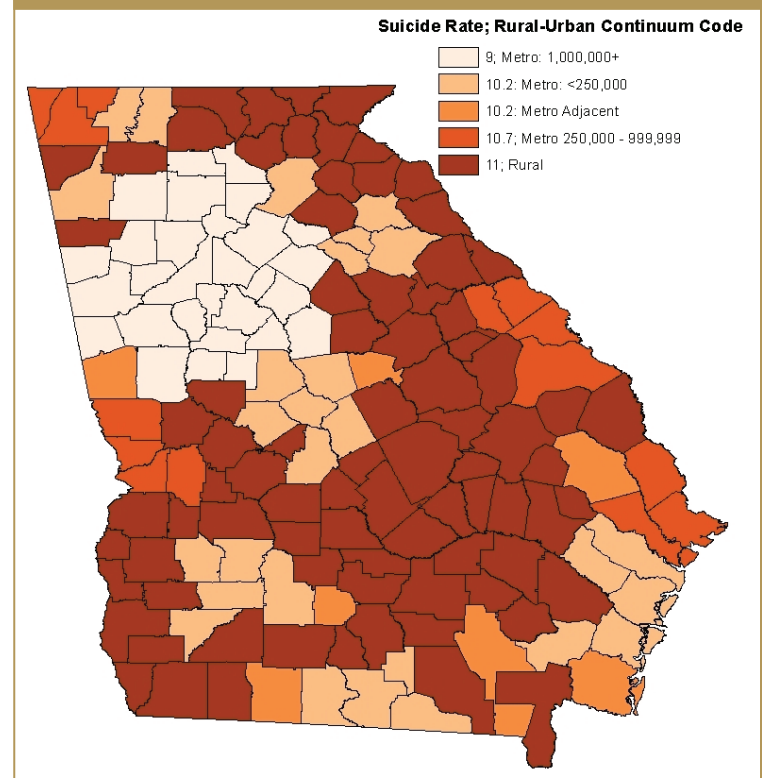 Suicide Rate; Rural-Urban Continuum Code
9; Metro: 1,000,000+
10.2: Metro: <250,000
10.2: Metro Adjacent
10.7; Metro 250,000 - 999,999
11; Rural